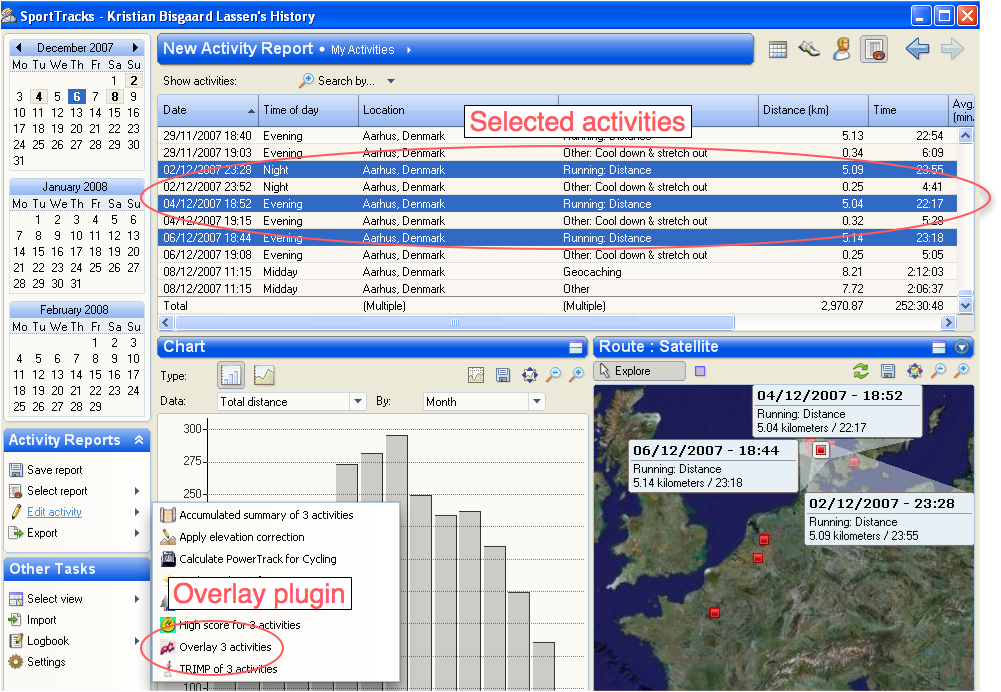 SportTracks - Kristian Bisgaard Lassen's History
December 2007
Mo Tu We Th Fr Sa Su
1 2
3 4 5 6 7 8 9
10 11 12 13 14 15 16
17 18 19 20 21 22 23
24 25 26 27 28 29 30
31
January 2008
Mo Tu We Th Fr Sa Su
1 2 3 4 5 6
7 8 9 10 11 12 13
14 15 16 17 18 19 20
21 22 23 24 25 26 27
28 29 30 31
February 2008
Mo Tu We Th Fr Sa Su
1 2 3
4 5 6 7 8 9 10
11 12 13 14 15 16 17
18 19 20 21 22 23 24
25 26 27 28 29
Activity Reports
Save report
Select report
Edit activity
Export
Other Tasks
Select view
Import
Logbook
Settings
New Activity Report • My Activities
Show activities: Search by...
Date Time of day Location Distance (km) Time Avg.
(min.
Selected activities
29/11/2007 18:40 Evening Aarhus, Denmark Running: Distance 5.13 22:54
29/11/2007 19:03 Evening Aarhus, Denmark Other: Cool down & stretch out 0.34 6:09
02/12/2007 23:28 Night Aarhus, Denmark Running: Distance 5.09 23:55
02/12/2007 23:52 Night Aarhus, Denmark Other: Cool down & stretch out 0.25 4:41
04/12/2007 18:52 Evening Aarhus, Denmark Running: Distance 5.04 22:17
04/12/2007 19:15 Evening Aarhus, Denmark Other: Cool down & stretch out 0.32 5:28
06/12/2007 18:44 Evening Aarhus, Denmark Running: Distance 5.14 23:18
06/12/2007 19:08 Evening Aarhus, Denmark Other: Cool down & stretch out 0.25 5:05
08/12/2007 11:15 Midday Aarhus, Denmark Geocaching 8.21 2:12:03
08/12/2007 11:15 Midday Aarhus, Denmark Other 7.72 2:06:37
Total (Multiple) (Multiple) 2,970.87 252:30:48
Chart
Type:
Data: Total distance By: Month
300
275
250
100
Accumulated summary of 3 activities
Apply elevation correction
Calculate PowerTrack for Cycling
Overlay plugin
High score for 3 activities
Overlay 3 activities
TRIMP of 3 activities
Route : Satellite
Explore
04/12/2007 - 18:52
Running: Distance
5.04 kilometers / 22:17
06/12/2007 - 18:44
Running: Distance
5.14 kilometers / 23:18
02/12/2007 - 23:28
Running: Distance
5.09 kilometers / 23:55